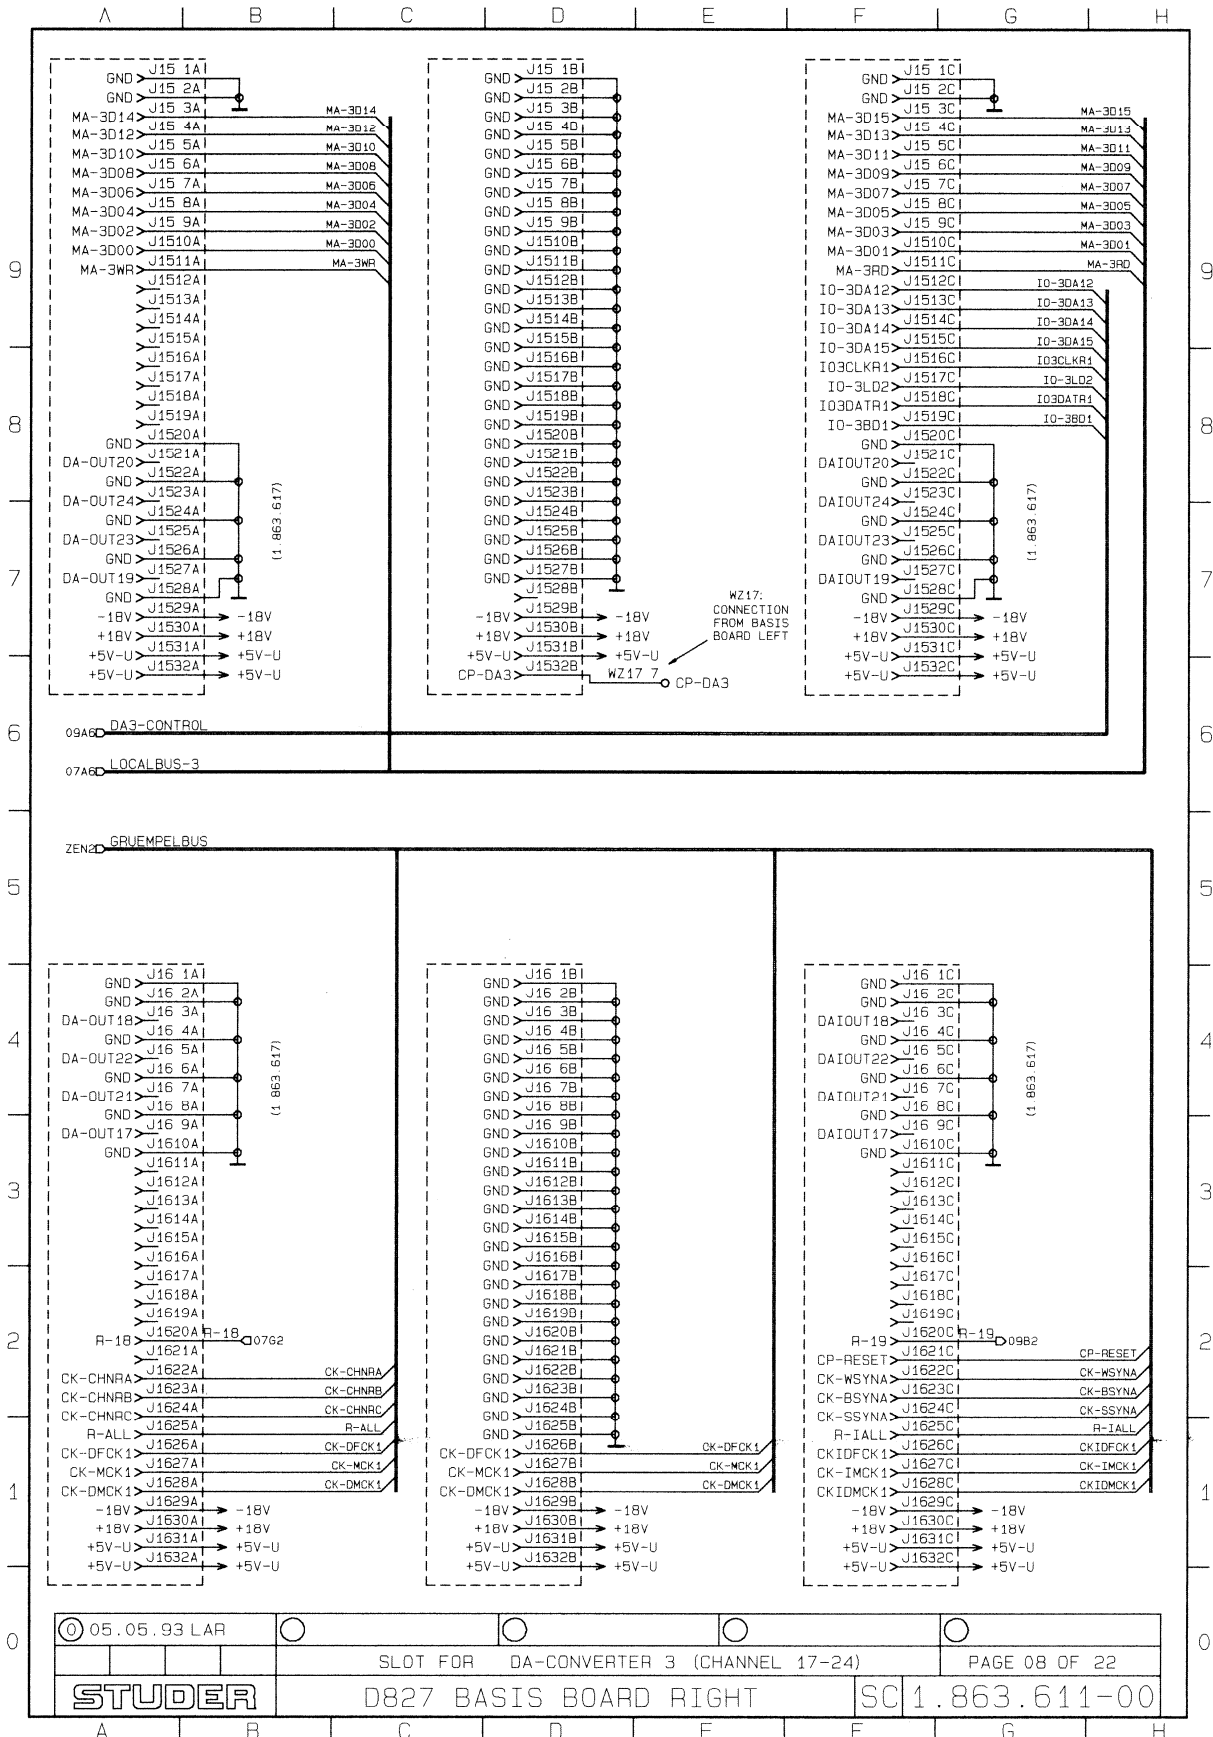 A B C D E F G H
GND J15 1A
GND J15 2A
MA-3D14 J15 3A MA-3D14
MA-3D12 J15 4A MA-3D12
MA-3D10 J15 5A MA-3D10
MA-3D08 J15 6A MA-3D08
MA-3D06 J15 7A MA-3D06
MA-3D04 J15 8A MA-3D04
MA-3D02 J15 9A MA-3D02
MA-3D00 J1510A MA-3D00
MA-3WR J1511A MA-3WR
J1512A
J1513A
J1514A
J1515A
J1516A
J1517A
J1518A
J1519A
GND J1520A
DA-OUT20 J1521A
GND J1522A
DA-OUT24 J1523A
GND J1524A
DA-OUT23 J1525A
GND J1526A
DA-OUT19 J1527A
GND J1528A
-18V J1529A -18V
+18V J1530A +18V
+5V-U J1531A +5V-U
+5V-U J1532A +5V-U
(1.863.617)
GND J15 1B
GND J15 2B
GND J15 3B
GND J15 4D
GND J15 5B
GND J15 6B
GND J15 7B
GND J15 8B
GND J15 9B
GND J1510B
GND J1511B
GND J1512B
GND J1513B
GND J1514B
GND J1515B
GND J1516B
GND J1517B
GND J1518B
GND J1519B
GND J1520B
GND J1521B
GND J1522B
GND J1523B
GND J1524B
GND J1525B
GND J1526B
GND J1527B
J1528B
-18V J1529B -18V
+18V J1530B +18V
+5V-U J1531B +5V-U
CP-DA3 J1532B WZ17 7 CP-DA3
WZ17:
CONNECTION
FROM BASIS
BOARD LEFT
GND J15 1C
GND J15 2C
MA-3D15 J15 3C MA-3D15
MA-3D13 J15 4C MA-3D13
MA-3D11 J15 5C MA-3D11
MA-3D09 J15 6C MA-3D09
MA-3D07 J15 7C MA-3D07
MA-3D05 J15 8C MA-3D05
MA-3D03 J15 9C MA-3D03
MA-3D01 J1510C MA-3D01
MA-3RD J1511C MA-3RD
IO-3DA12 J1512C IO-3DA12
IO-3DA13 J1513C IO-3DA13
IO-3DA14 J1514C IO-3DA14
IO-3DA15 J1515C IO-3DA15
IO3CLKR1 J1516C IO3CLKR1
IO-3LD2 J1517C IO-3LD2
IO3DATR1 J1518C IO3DATR1
IO-3BD1 J1519C IO-3BD1
GND J1520C
DAIOUT20 J1521C
GND J1522C
DAIOUT24 J1523C
GND J1524C
DAIOUT23 J1525C
GND J1526C
DAIOUT19 J1527C
GND J1528C
-18V J1529C -18V
+18V J1530C +18V
+5V-U J1531C +5V-U
+5V-U J1532C +5V-U
(1.863.617)
9 9
8 8
7 7
6 6
09A6 DA3-CONTROL
07A6 LOCALBUS-3
ZEN2 GRUEMPELBUS
5 5
GND J16 1A
GND J16 2A
DA-OUT18 J16 3A
GND J16 4A
DA-OUT22 J16 5A
GND J16 6A
DA-OUT21 J16 7A
GND J16 8A
DA-OUT17 J16 9A
GND J1610A
J1611A
J1612A
J1613A
J1614A
J1615A
J1616A
J1617A
J1618A
J1619A
R-18 J1620A R-18 07G2
J1621A
CK-CHNRA J1622A CK-CHNRA
CK-CHNRB J1623A CK-CHNRB
CK-CHNRC J1624A CK-CHNRC
R-ALL J1625A R-ALL
CK-DFCK1 J1626A CK-DFCK1
CK-MCK1 J1627A CK-MCK1
CK-DMCK1 J1628A CK-DMCK1
-18V J1629A -18V
+18V J1630A +18V
+5V-U J1631A +5V-U
+5V-U J1632A +5V-U
(1.863.617)
GND J16 1B
GND J16 2B
GND J16 3B
GND J16 4B
GND J16 5B
GND J16 6B
GND J16 7B
GND J16 8B
GND J16 9B
GND J1610B
GND J1611B
GND J1612B
GND J1613B
GND J1614B
GND J1615B
GND J1616B
GND J1617B
GND J1618B
GND J1619B
GND J1620B
GND J1621B
GND J1622B
GND J1623B
GND J1624B
GND J1625B
CK-DFCK1 J1626B CK-DFCK1
CK-MCK1 J1627B CK-MCK1
CK-DMCK1 J1628B CK-DMCK1
-18V J1629B -18V
+18V J1630B +18V
+5V-U J1631B +5V-U
+5V-U J1632B +5V-U
GND J16 1C
GND J16 2C
DAIOUT18 J16 3C
GND J16 4C
DAIOUT22 J16 5C
GND J16 6C
DAIOUT21 J16 7C
GND J16 8C
DAIOUT17 J16 9C
GND J1610C
J1611C
J1612C
J1613C
J1614C
J1615C
J1616C
J1617C
J1618C
J1619C
R-19 J1620C R-19 09B2
CP-RESET J1621C CP-RESET
CK-WSYNA J1622C CK-WSYNA
CK-BSYNA J1623C CK-BSYNA
CK-SSYNA J1624C CK-SSYNA
R-IALL J1625C R-IALL
CKIDFCK1 J1626C CKIDFCK1
CK-IMCK1 J1627C CK-IMCK1
CKIDMCK1 J1628C CKIDMCK1
-18V J1629C -18V
+18V J1630C +18V
+5V-U J1631C +5V-U
+5V-U J1632C +5V-U
(1.863.617)
4 4
3 3
2 2
1 1
0 0
0 05.05.93 LAR
SLOT FOR DA-CONVERTER 3 (CHANNEL 17-24) PAGE 08 OF 22
STUDER D827 BASIS BOARD RIGHT SC 1.863.611-00
A B C D E F G H